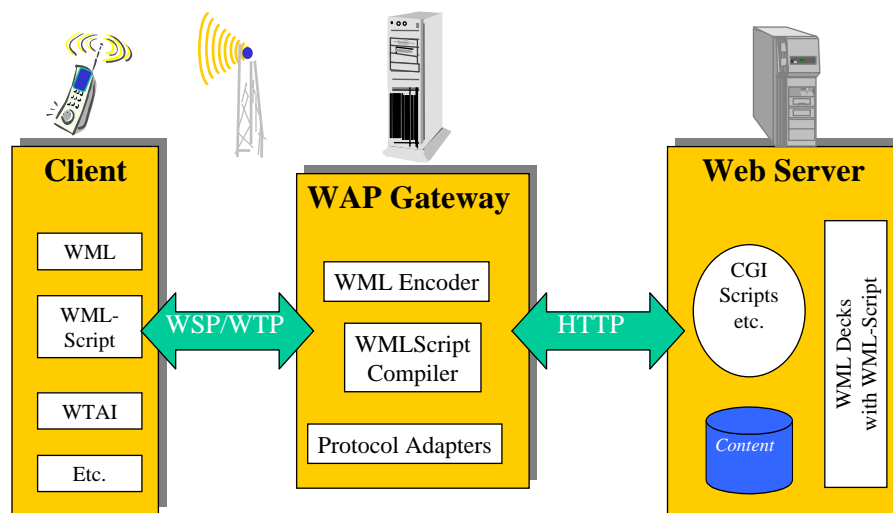 Client
WML
WML-
Script
WTAI
Etc.
WSP/WTP
WAP Gateway
WML Encoder
WMLScript
Compiler
Protocol Adapters
HTTP
Web Server
CGI
Scripts
etc.
Content
WML Decks
with WML-Script